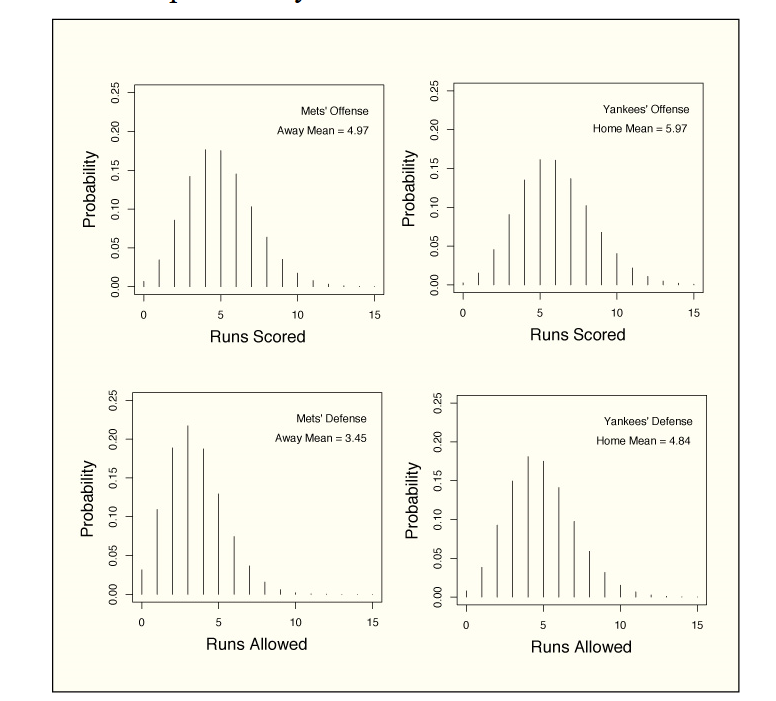 Mets' Offense
Away Mean = 4.97
Probability
0.00 0.05 0.10 0.15 0.20 0.25
0 5 10 15
Runs Scored
Yankees' Offense
Home Mean = 5.97
Probability
0.00 0.05 0.10 0.15 0.20 0.25
0 5 10 15
Runs Scored
Mets' Defense
Away Mean = 3.45
Probability
0.00 0.05 0.10 0.15 0.20 0.25
0 5 10 15
Runs Allowed
Yankees' Defense
Home Mean = 4.84
Probability
0.00 0.05 0.10 0.15 0.20 0.25
0 5 10 15
Runs Allowed